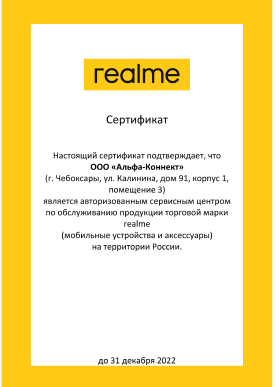 realme
Сертификат
Настоящий сертификат подтверждает, что
ООО «Альфа-Коннект»
(г. Чебоксары, ул. Калинина, дом 91, корпус 1,
помещение 3)
является авторизованным сервисным центром
по обслуживанию продукции торговой марки
realme
(мобильные устройства и аксессуары)
на территории России.
до 31 декабря 2022